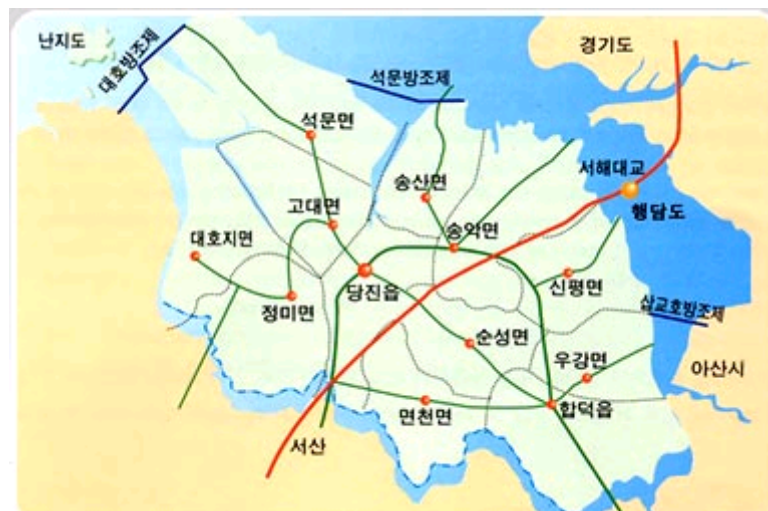 난지도
대호방조제
석문방조제
경기도
석문면
서해대교
송산면
행담도
고대면
송악면
대호지면
당진읍
신평면
정미면
삽교호방조제
순성면
우강면
아산시
면천면
합덕읍
서산